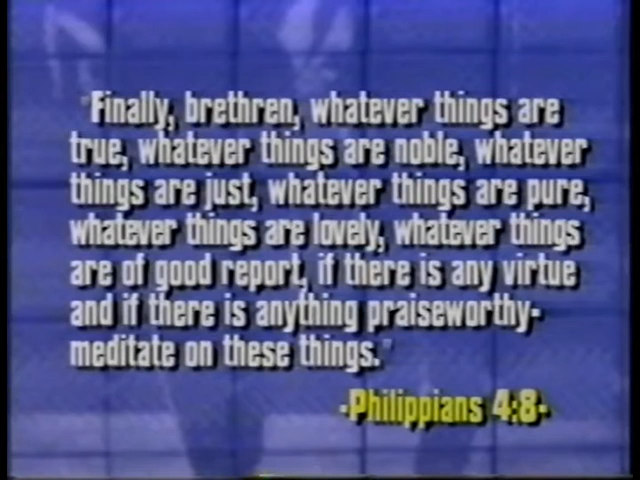 "Finally, brethren, whatever things are
true, whatever things are noble, whatever
things are just, whatever things are pure,
whatever things are lovely, whatever things
are of good report, if there is any virtue
and if there is anything praiseworthy-
meditate on these things."
-Philippians 4:8-